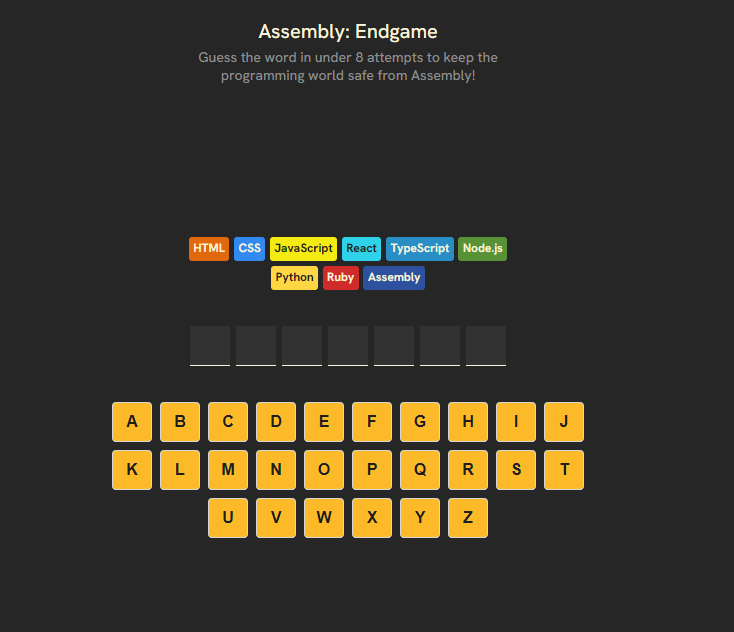 Assembly: Endgame
Guess the word in under 8 attempts to keep the
programming world safe from Assembly!
HTML CSS JavaScript React TypeScript Node.js
Python Ruby Assembly
A B C D E F G H I J
K L M N O P Q R S T
U V W X Y Z